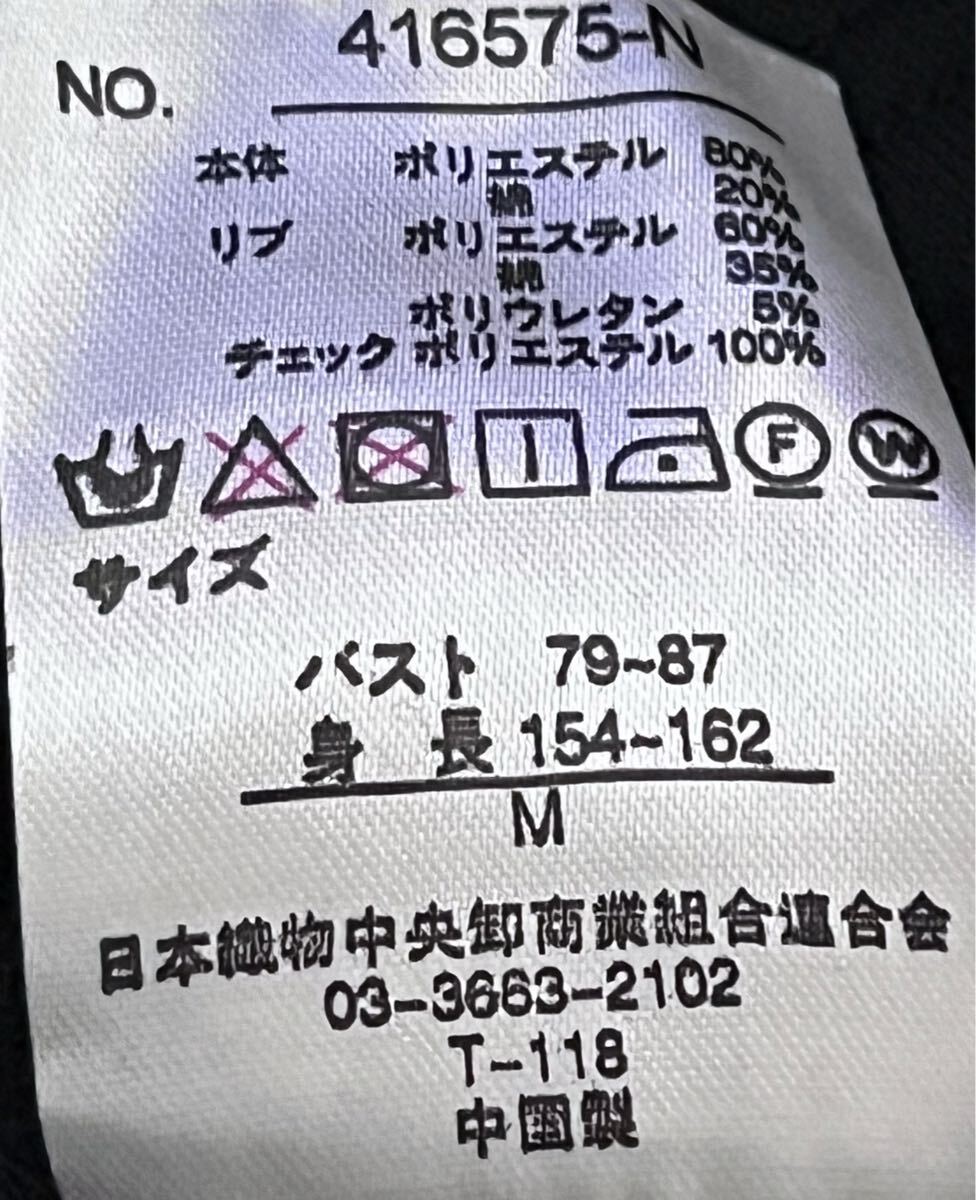 NO. 416575-N
本体 ポリエステル 80%
綿 20%
リブ ポリエステル 60%
綿 35%
ポリウレタン 5%
チェック ポリエステル 100%
F W
サイズ
バスト 79~87
身 長 154~162
M
日本織物中央卸商業組合連合会
03-3663-2102
T-118
中国製